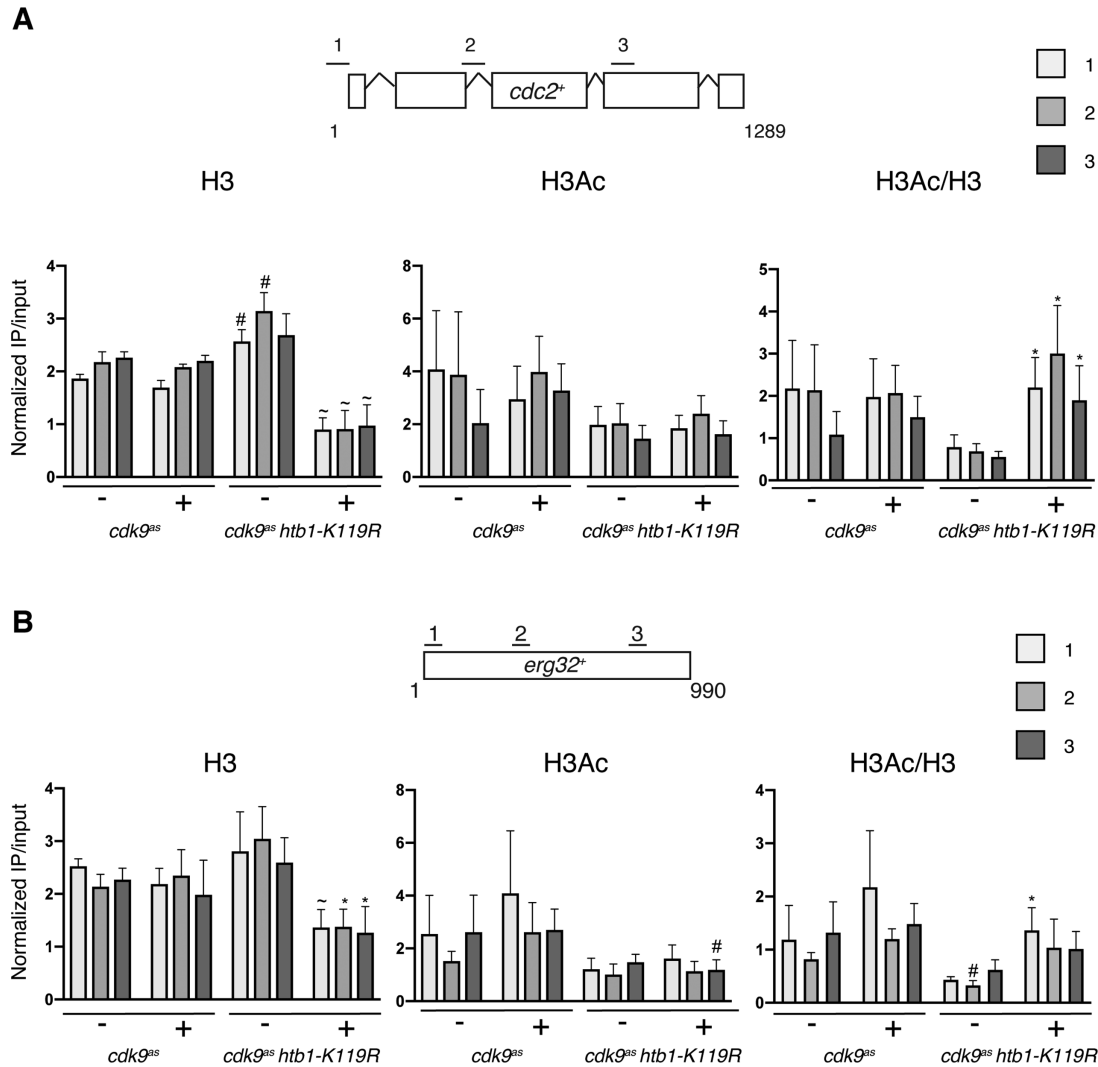 A
1 2 3
cdc2+
1 1289
1
2
3
H3 H3Ac H3Ac/H3
Normalized IP/input
4
3
2
1
0
# #
~ ~ ~
- + - +
cdk9as cdk9as htb1-K119R
8
6
4
2
0
- + - +
cdk9as cdk9as htb1-K119R
5
4
3
2
1
0
* * *
- + - +
cdk9as cdk9as htb1-K119R
B
1 2 3
erg32+
1 990
1
2
3
H3 H3Ac H3Ac/H3
Normalized IP/input
4
3
2
1
0
~ * *
- + - +
cdk9as cdk9as htb1-K119R
8
6
4
2
0
#
- + - +
cdk9as cdk9as htb1-K119R
4
3
2
1
0
# *
- + - +
cdk9as cdk9as htb1-K119R